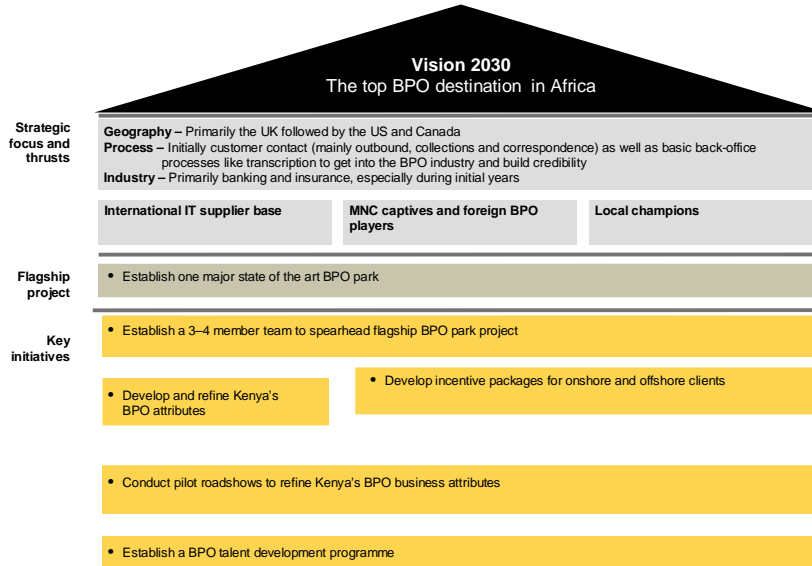 Vision 2030
The top BPO destination in Africa
Strategic
focus and
thrusts
Geography – Primarily the UK followed by the US and Canada
Process – Initially customer contact (mainly outbound, collections and correspondence) as well as basic back-office
processes like transcription to get into the BPO industry and build credibility
Industry – Primarily banking and insurance, especially during initial years
International IT supplier base
MNC captives and foreign BPO
players
Local champions
Flagship
project
• Establish one major state of the art BPO park
Key
initiatives
• Establish a 3–4 member team to spearhead flagship BPO park project
• Develop and refine Kenya's
BPO attributes
• Develop incentive packages for onshore and offshore clients
• Conduct pilot roadshows to refine Kenya's BPO business attributes
• Establish a BPO talent development programme